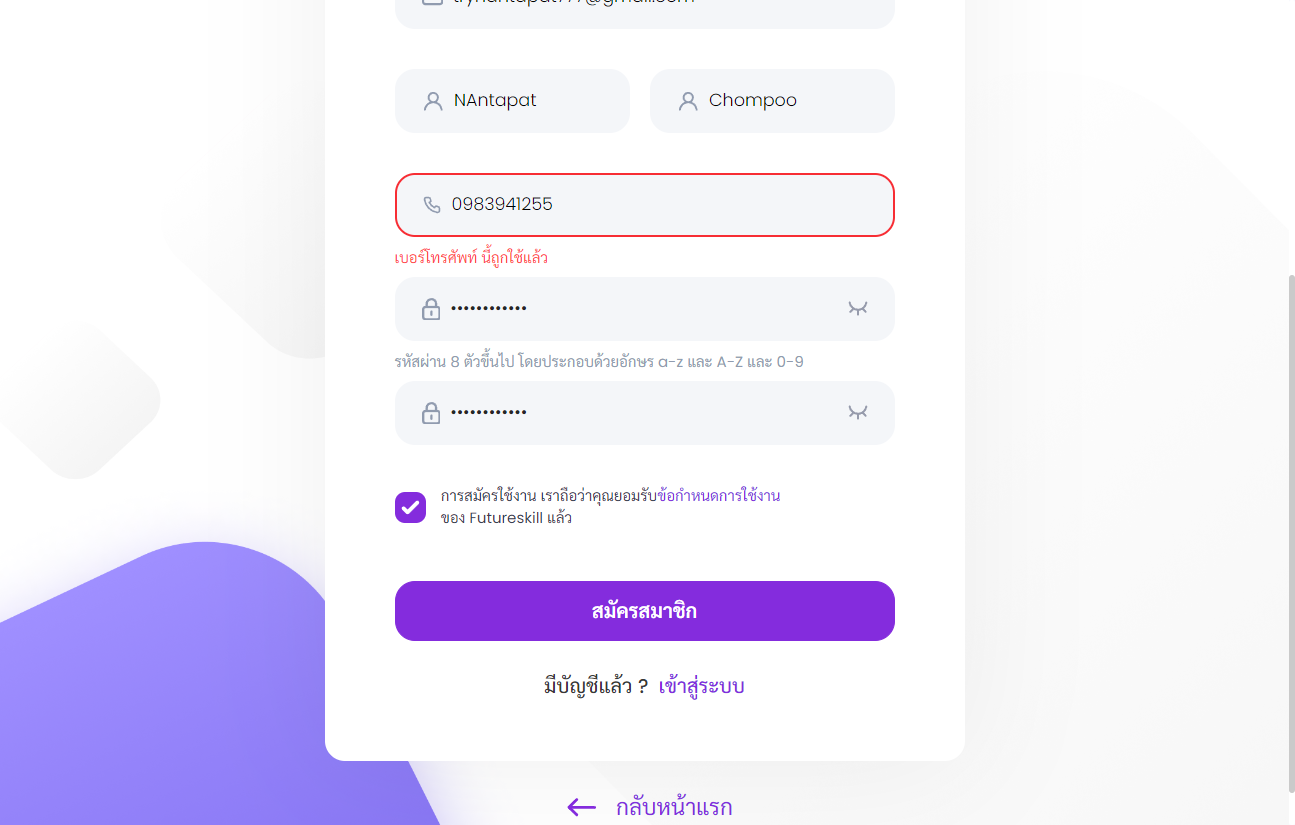 NAntapat
Chompoo
0983941255
เบอร์โทรศัพท์ นี้ถูกใช้แล้ว
••••••••••••
รหัสผ่าน 8 ตัวขึ้นไป โดยประกอบด้วยอักษร a-z และ A-Z และ 0-9
••••••••••••
การสมัครใช้งาน เราถือว่าคุณยอมรับข้อกำหนดการใช้งาน
ของ Futureskill แล้ว
สมัครสมาชิก
มีบัญชีแล้ว ? เข้าสู่ระบบ
กลับหน้าแรก